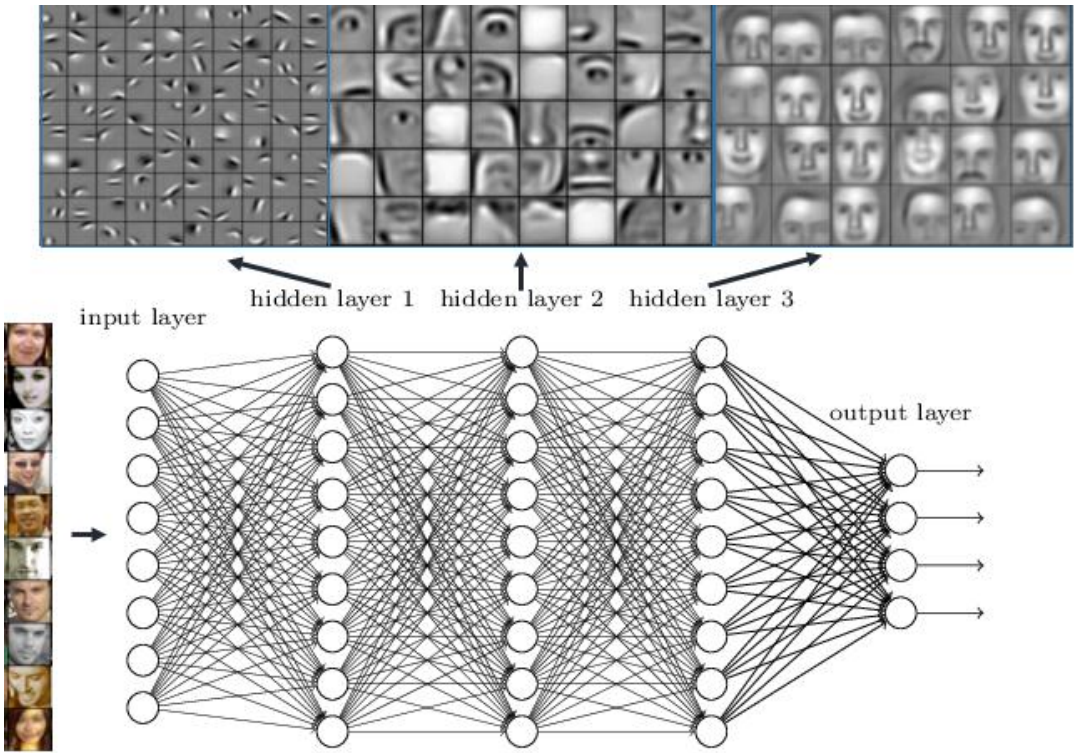 hidden layer 1
hidden layer 2
hidden layer 3
input layer
output layer